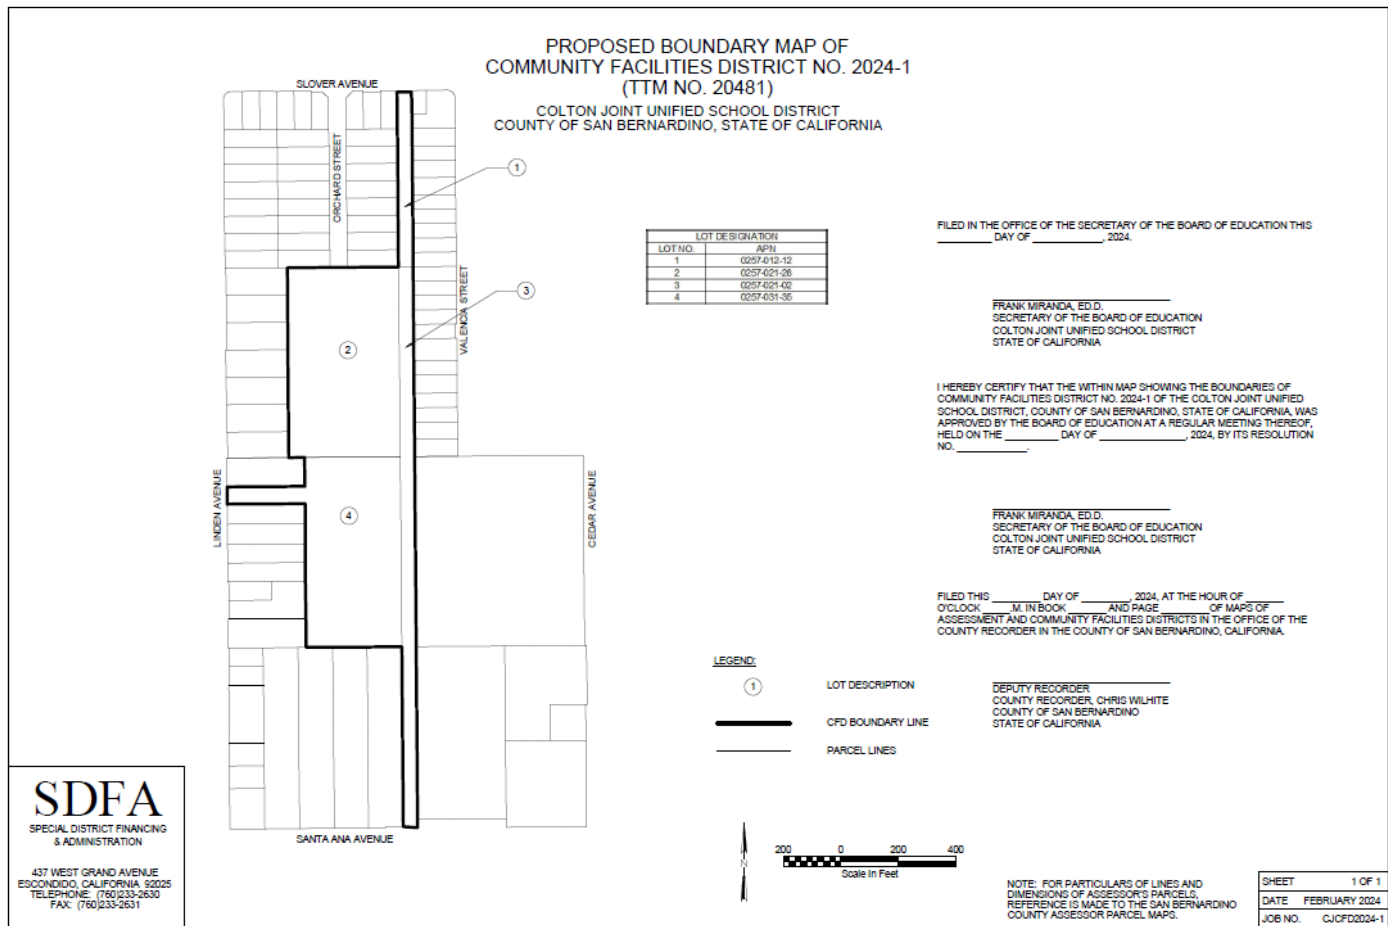 PROPOSED BOUNDARY MAP OF
COMMUNITY FACILITIES DISTRICT NO. 2024-1
(TTM NO. 20481)
COLTON JOINT UNIFIED SCHOOL DISTRICT
COUNTY OF SAN BERNARDINO, STATE OF CALIFORNIA
SLOVER AVENUE
ORCHARD STREET
VALENCIA STREET
LINDEN AVENUE
CEDAR AVENUE
SANTA ANA AVENUE
1
3
2
4
LOT DESIGNATION
LOT NO. APN
1 0257-012-12
2 0257-021-28
3 0257-021-02
4 0257-031-35
FILED IN THE OFFICE OF THE SECRETARY OF THE BOARD OF EDUCATION THIS
_________ DAY OF ____________, 2024.
FRANK MIRANDA, ED.D.
SECRETARY OF THE BOARD OF EDUCATION
COLTON JOINT UNIFIED SCHOOL DISTRICT
STATE OF CALIFORNIA
I HEREBY CERTIFY THAT THE WITHIN MAP SHOWING THE BOUNDARIES OF
COMMUNITY FACILITIES DISTRICT NO. 2024-1 OF THE COLTON JOINT UNIFIED
SCHOOL DISTRICT, COUNTY OF SAN BERNARDINO, STATE OF CALIFORNIA, WAS
APPROVED BY THE BOARD OF EDUCATION AT A REGULAR MEETING THEREOF,
HELD ON THE _________ DAY OF _______________, 2024, BY ITS RESOLUTION
NO. ____________.
FRANK MIRANDA, ED.D.
SECRETARY OF THE BOARD OF EDUCATION
COLTON JOINT UNIFIED SCHOOL DISTRICT
STATE OF CALIFORNIA
FILED THIS ________ DAY OF ________, 2024, AT THE HOUR OF ______
O'CLOCK ____.M. IN BOOK ______ AND PAGE ________ OF MAPS OF
ASSESSMENT AND COMMUNITY FACILITIES DISTRICTS IN THE OFFICE OF THE
COUNTY RECORDER IN THE COUNTY OF SAN BERNARDINO, CALIFORNIA.
DEPUTY RECORDER
COUNTY RECORDER, CHRIS WILHITE
COUNTY OF SAN BERNARDINO
STATE OF CALIFORNIA
LEGEND:
1 LOT DESCRIPTION
CFD BOUNDARY LINE
PARCEL LINES
N
200 0 200 400
Scale In Feet
SDFA
SPECIAL DISTRICT FINANCING
& ADMINISTRATION
437 WEST GRAND AVENUE
ESCONDIDO, CALIFORNIA 92025
TELEPHONE: (760)233-2630
FAX: (760)233-2631
NOTE: FOR PARTICULARS OF LINES AND
DIMENSIONS OF ASSESSOR'S PARCELS,
REFERENCE IS MADE TO THE SAN BERNARDINO
COUNTY ASSESSOR PARCEL MAPS.
SHEET 1 OF 1
DATE FEBRUARY 2024
JOB NO. CJCFD2024-1